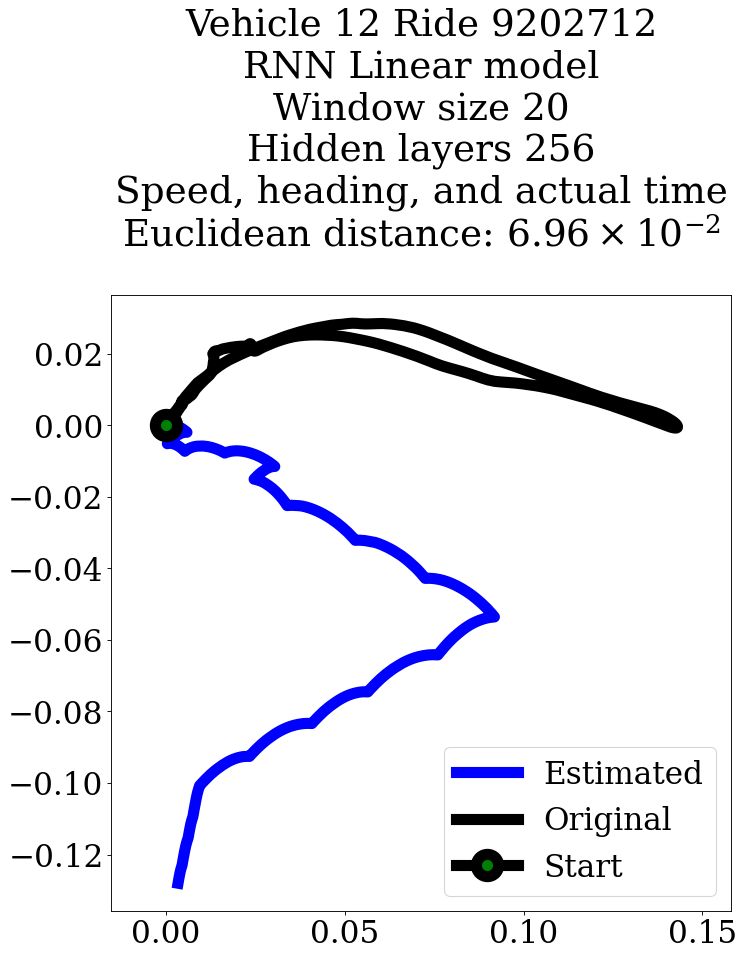 Vehicle 12 Ride 9202712
RNN Linear model
Window size 20
Hidden layers 256
Speed, heading, and actual time
Euclidean distance: 6.96 × 10⁻²
0.02
0.00
−0.02
−0.04
−0.06
−0.08
−0.10
−0.12
Estimated
Original
Start
0.00 0.05 0.10 0.15